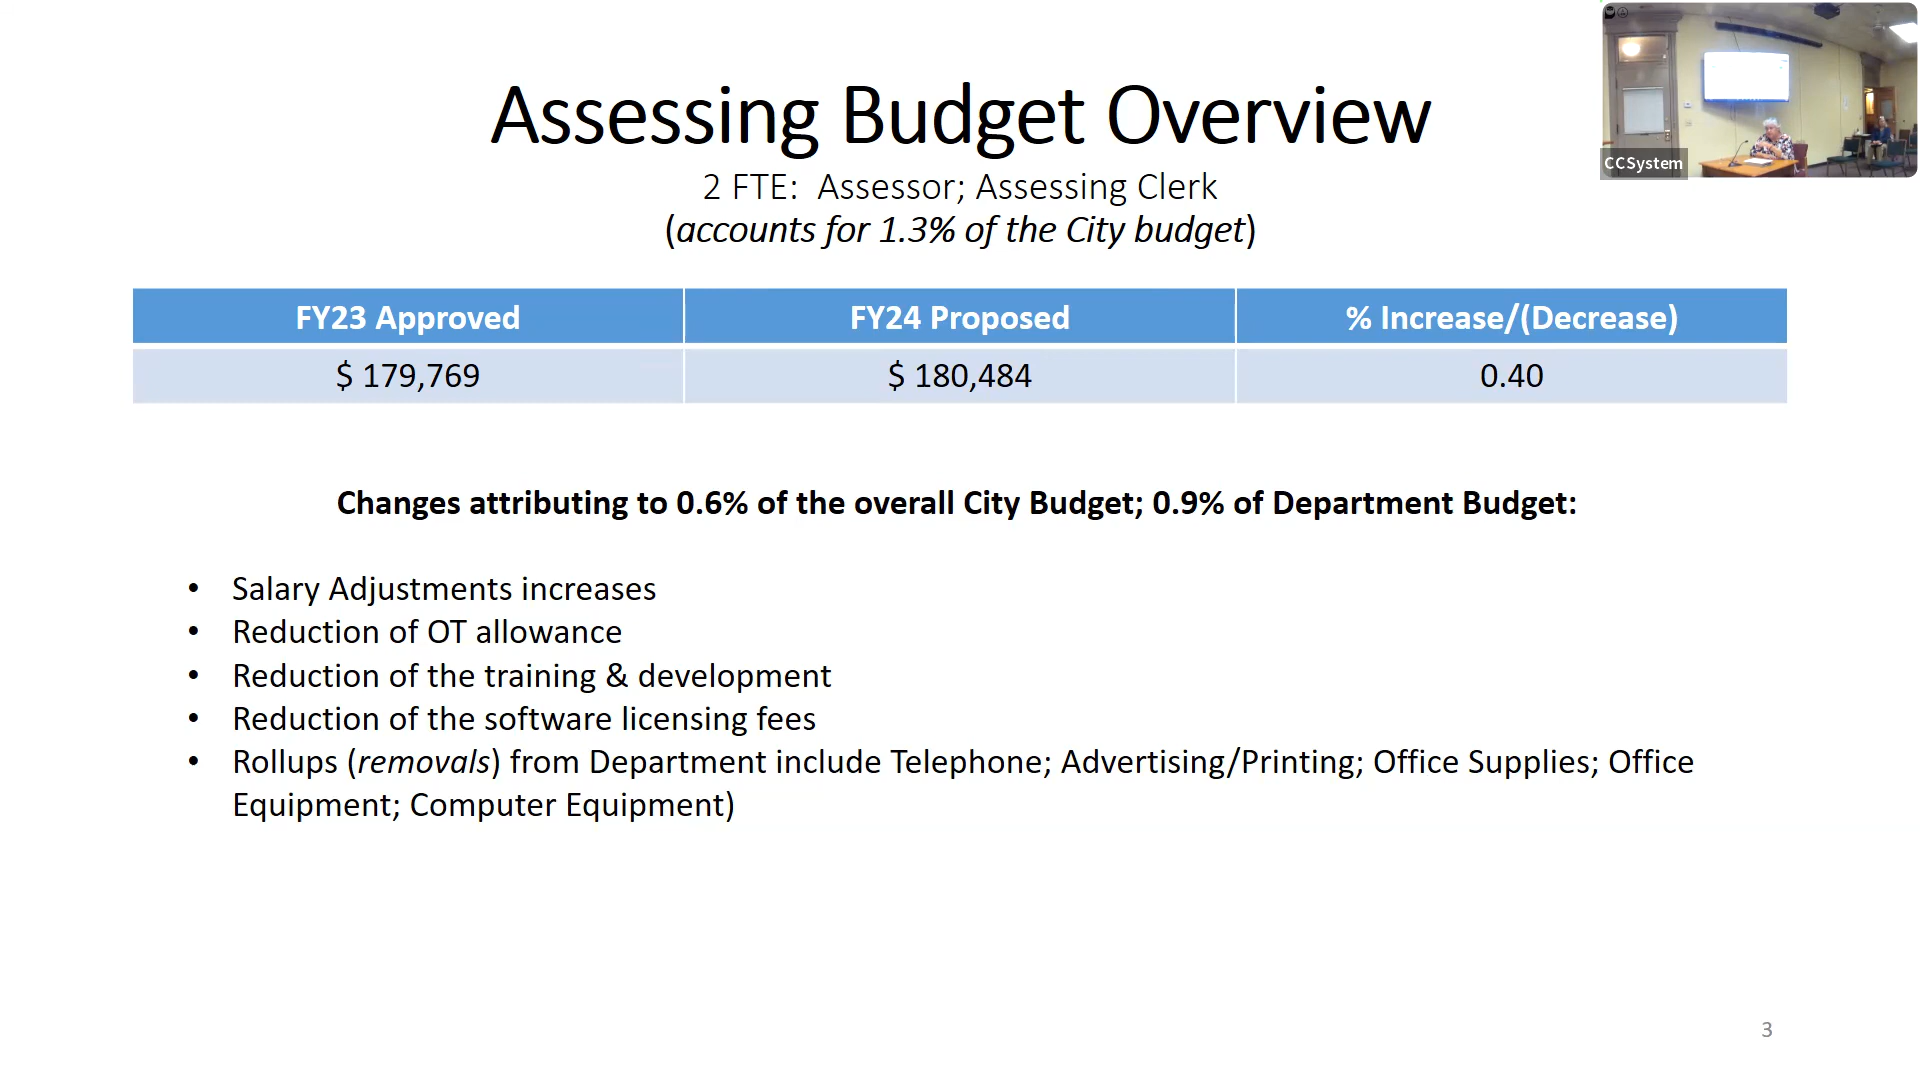 CCSystem
Assessing Budget Overview
2 FTE:  Assessor; Assessing Clerk
(accounts for 1.3% of the City budget)
FY23 Approved
FY24 Proposed
% Increase/(Decrease)
$ 179,769
$ 180,484
0.40
Changes attributing to 0.6% of the overall City Budget; 0.9% of Department Budget:
• Salary Adjustments increases
• Reduction of OT allowance
• Reduction of the training & development
• Reduction of the software licensing fees
• Rollups (removals) from Department include Telephone; Advertising/Printing; Office Supplies; Office
Equipment; Computer Equipment)
3